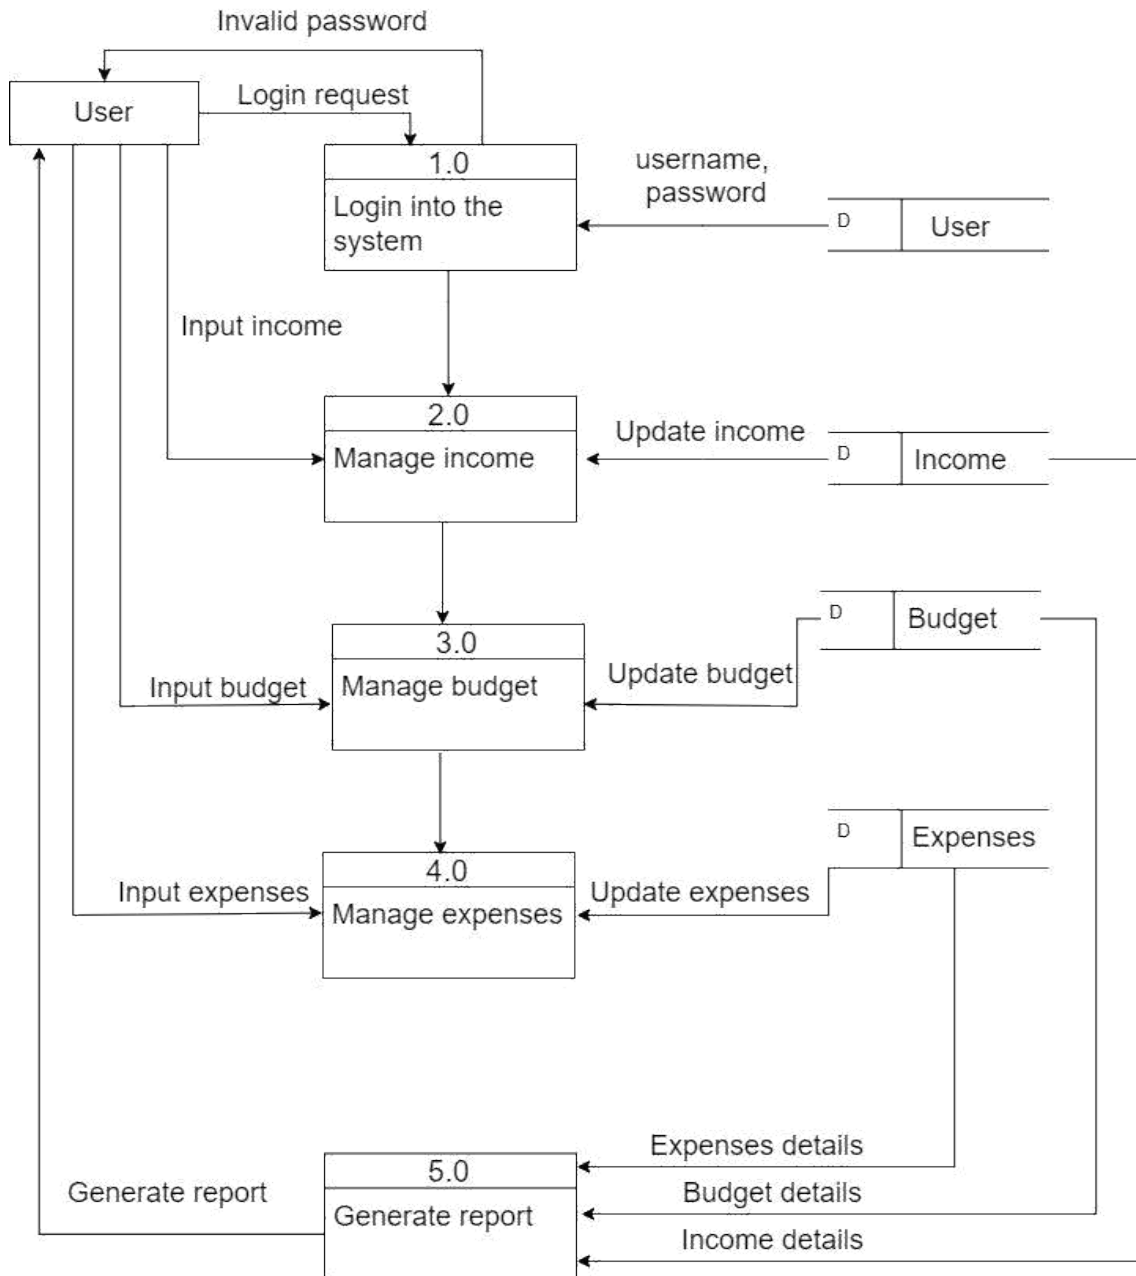 Invalid password
User
Login request
1.0
Login into the
system
username,
password
D
User
Input income
2.0
Manage income
Update income
D
Income
3.0
Manage budget
Input budget
Update budget
D
Budget
4.0
Manage expenses
Input expenses
Update expenses
D
Expenses
5.0
Generate report
Generate report
Expenses details
Budget details
Income details